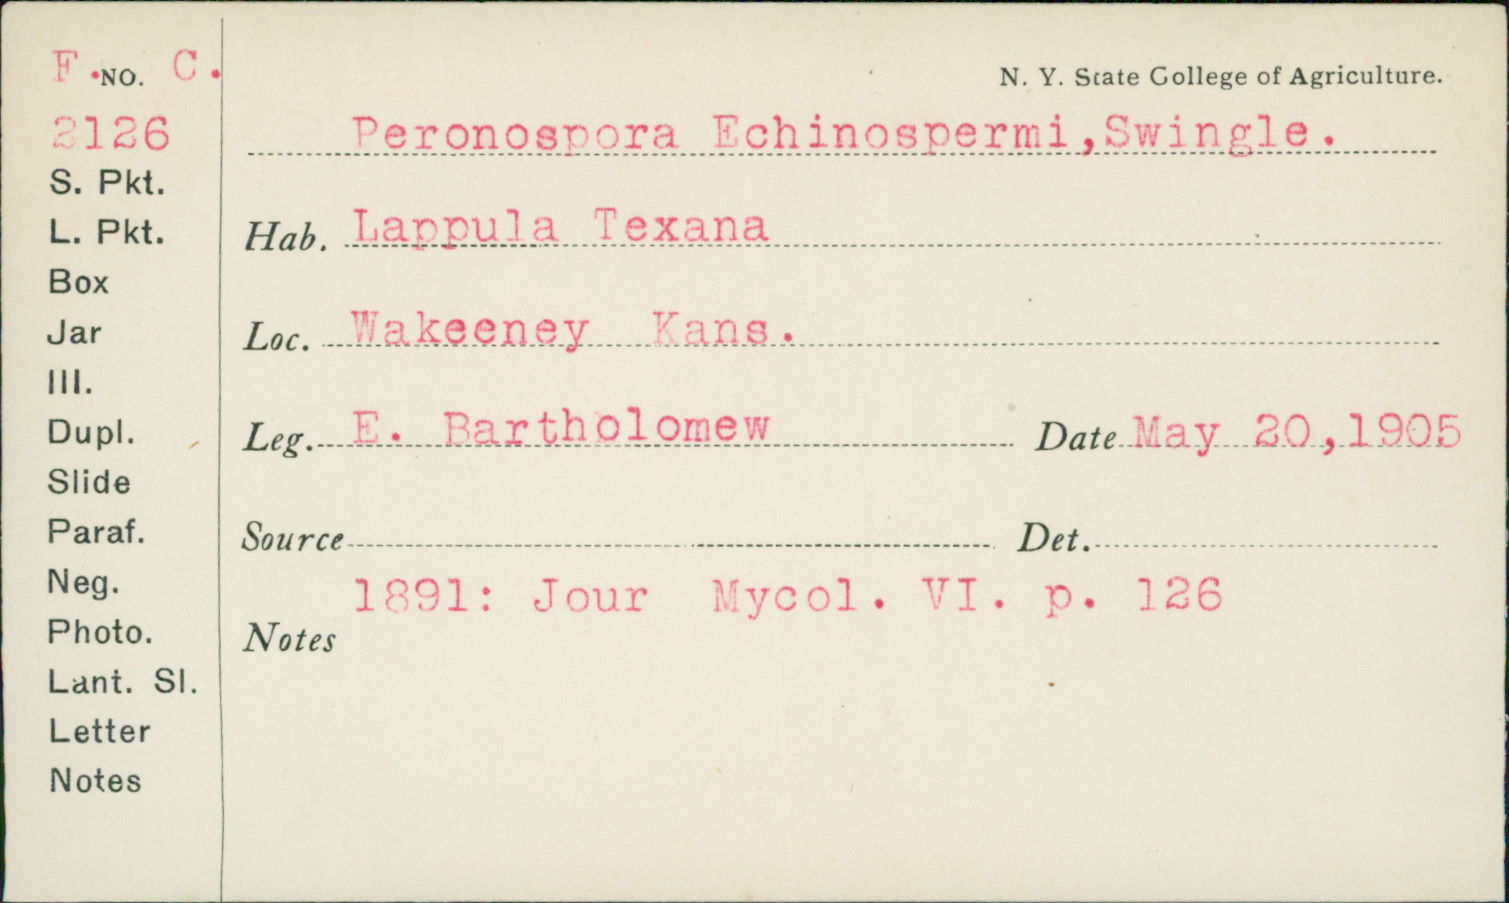 F. NO. C.
N. Y. State College of Agriculture.
2126
Peronospora Echinospermi,Swingle.
S. Pkt.
L. Pkt.
Hab. Lappula Texana
Box
Jar
Loc. Wakeeney Kans.
Ill.
Dupl.
Leg. E. Bartholomew Date May 20,1905
Slide
Paraf.
Source Det.
Neg.
1891: Jour Mycol. VI. p. 126
Photo.
Notes
Lant. Sl.
Letter
Notes